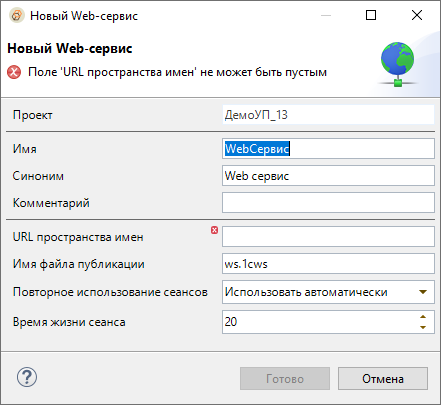 Новый Web-сервис
Новый Web-сервис
Поле 'URL пространства имен' не может быть пустым
Проект ДемоУП_13
Имя WebСервис
Синоним Web сервис
Комментарий
URL пространства имен
Имя файла публикации ws.1cws
Повторное использование сеансов Использовать автоматически
Время жизни сеанса 20
? Готово Отмена